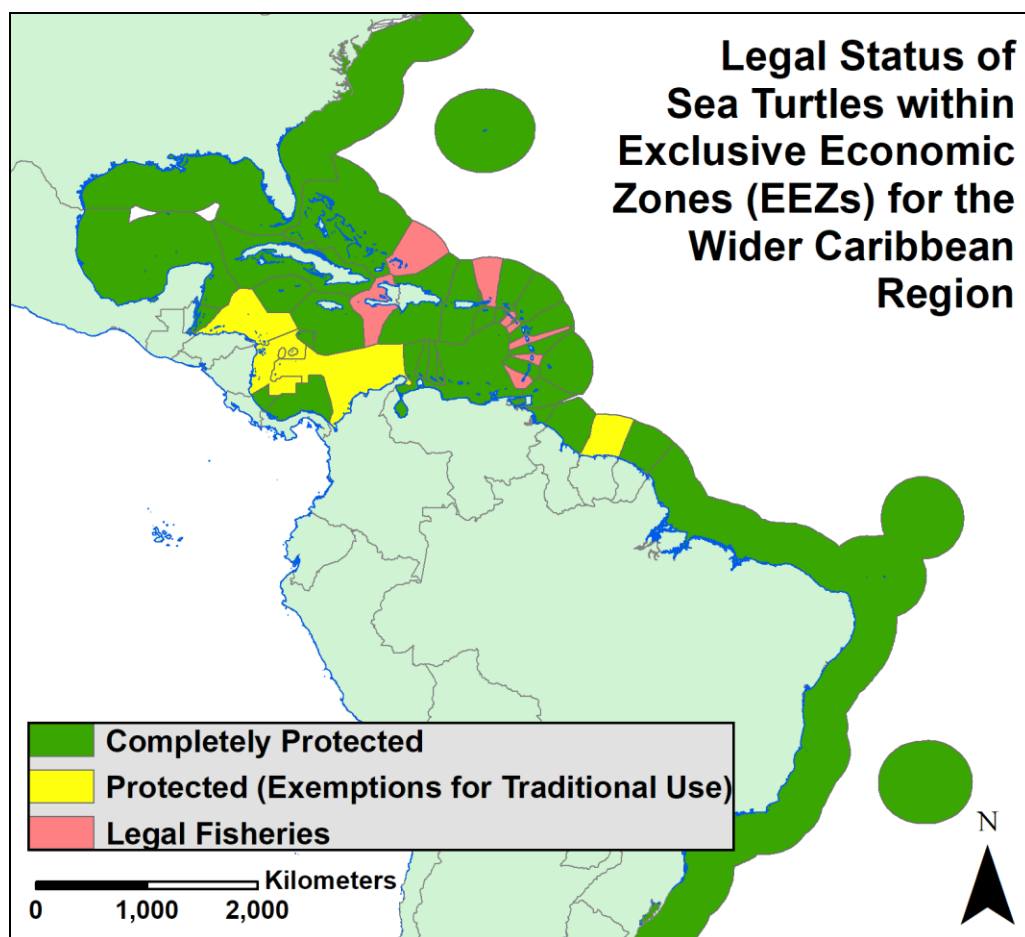 Legal Status of
Sea Turtles within
Exclusive Economic
Zones (EEZs) for the
Wider Caribbean
Region
Completely Protected
Protected (Exemptions for Traditional Use)
Legal Fisheries
Kilometers
0 1,000 2,000
N